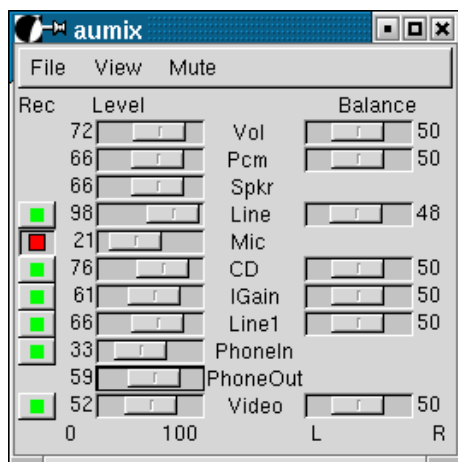 aumix
File View Mute
Rec Level Balance
72 Vol 50
66 Pcm 50
66 Spkr
98 Line 48
21 Mic
76 CD 50
61 IGain 50
66 Line1 50
33 PhoneIn
59 PhoneOut
52 Video 50
0 100 L R